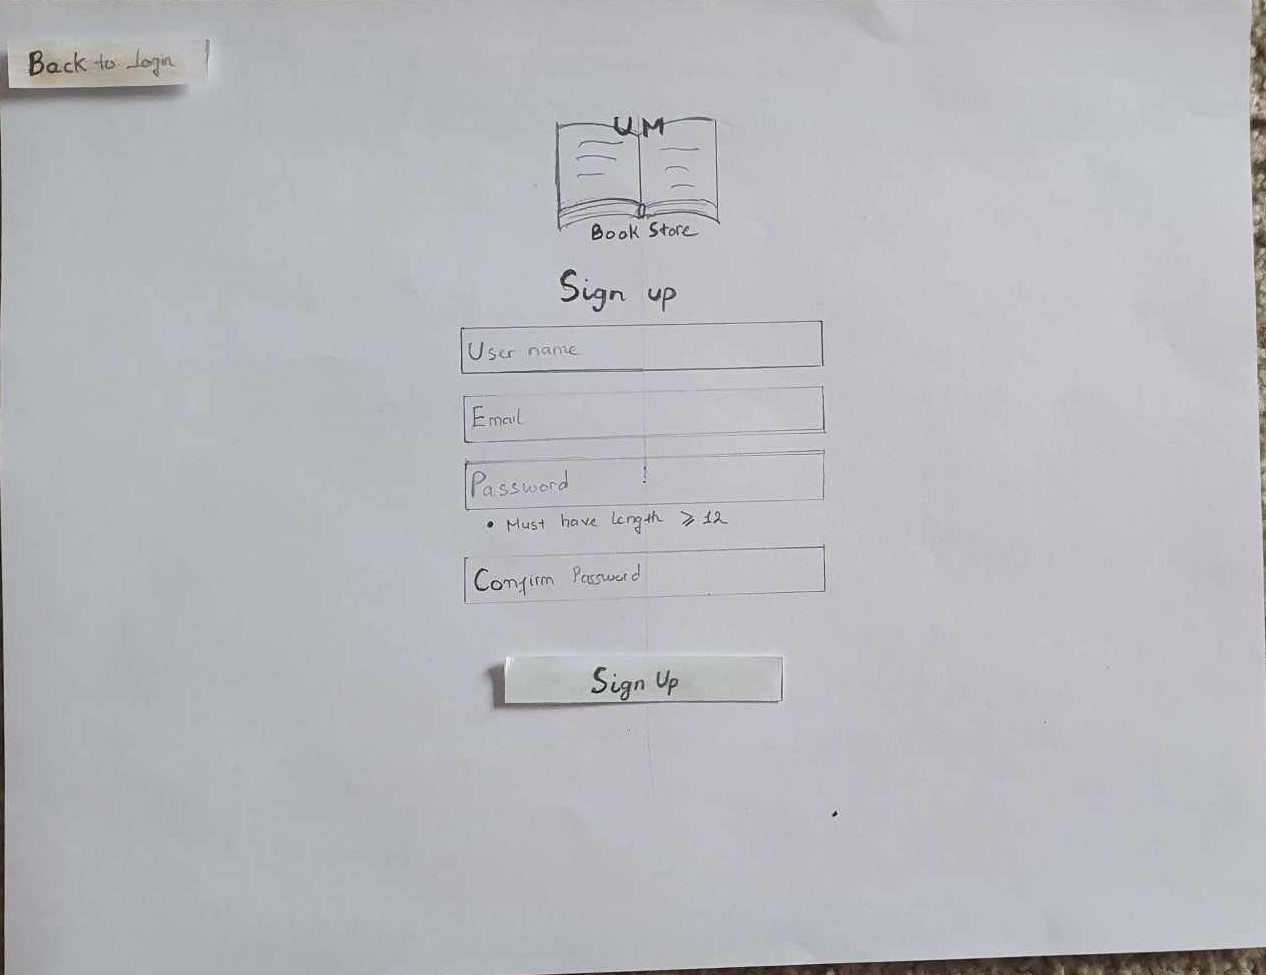 Back to Login
UM
Book Store
Sign up
User name
Email
Password
• Must have length ⩾ 12
Confirm Password
Sign Up